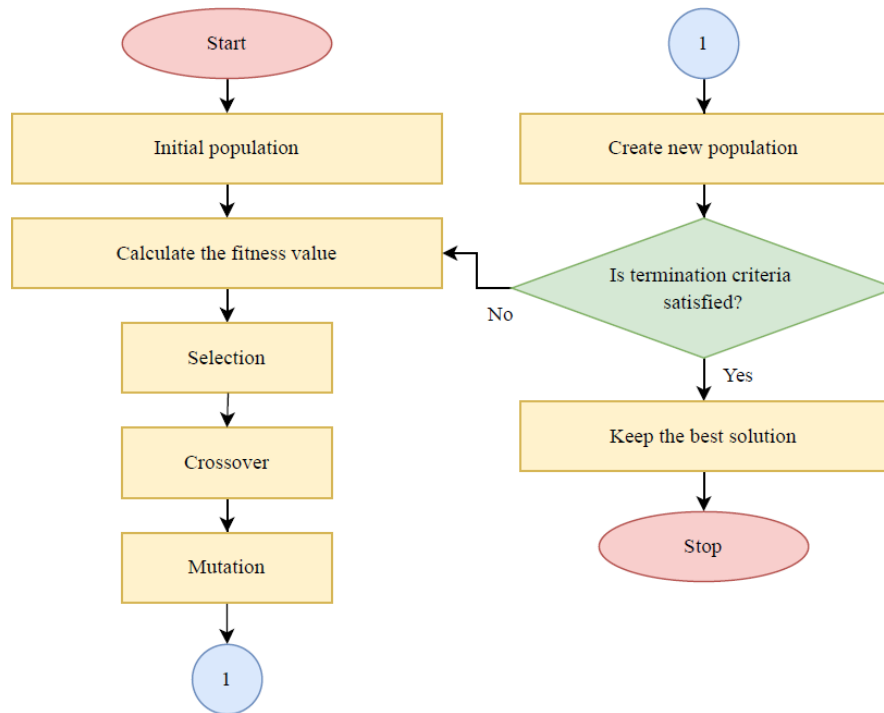 Start
Initial population
Calculate the fitness value
Selection
Crossover
Mutation
1
1
Create new population
Is termination criteria
satisfied?
No
Yes
Keep the best solution
Stop